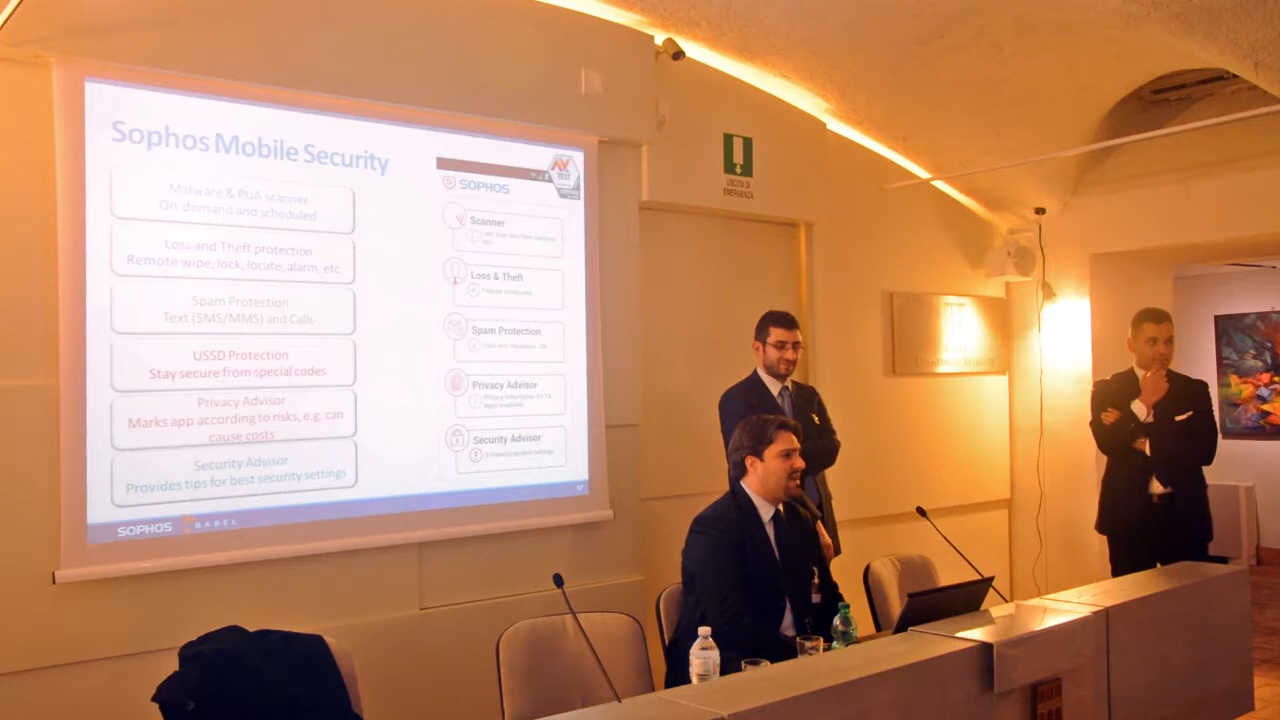 Sophos Mobile Security
Malware & PUA scanner
On-demand and scheduled
Loss and Theft protection
Remote wipe, lock, locate, alarm, etc.
Spam Protection
Text (SMS/MMS) and Calls
USSD Protection
Stay secure from special codes
Privacy Advisor
Marks app according to risks, e.g. can
cause costs
Security Advisor
Provides tips for best security settings
SOPHOS BABEL
AV
TEST
SOPHOS
Scanner
Loss & Theft
Spam Protection
Privacy Advisor
Security Advisor
USCITA DI
EMERGENZA